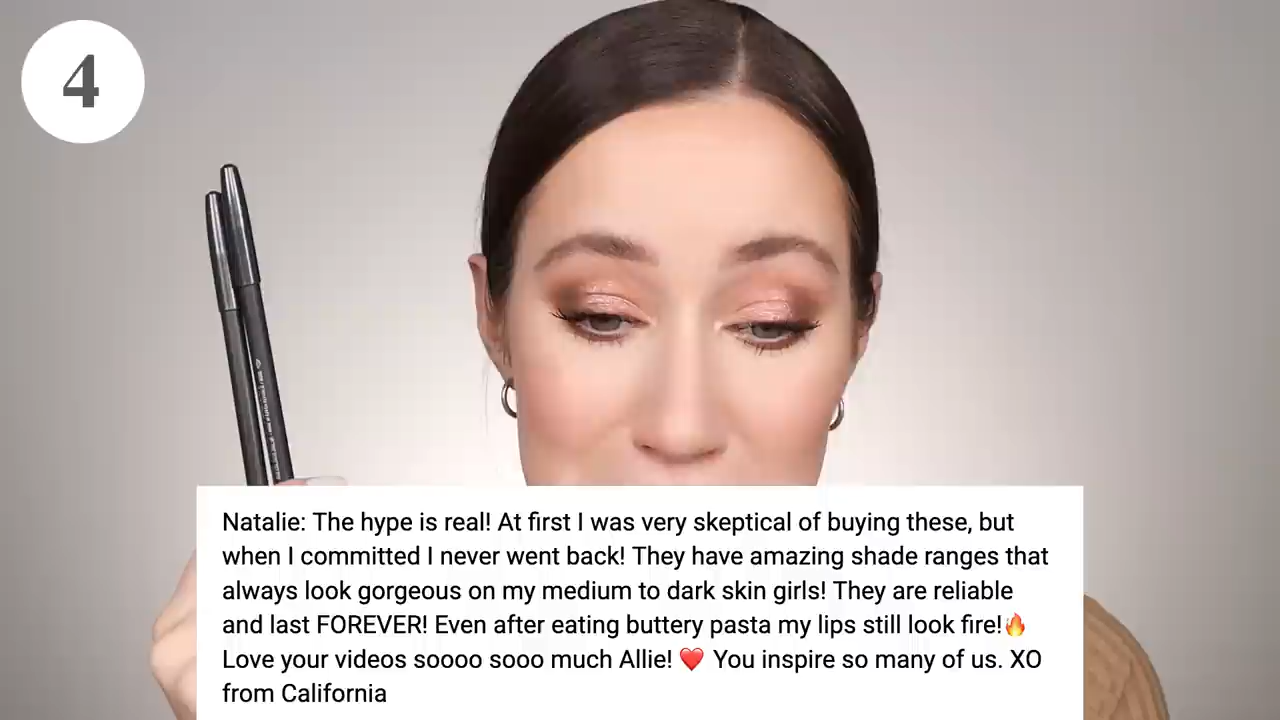 4
Natalie: The hype is real! At first I was very skeptical of buying these, but
when I committed I never went back! They have amazing shade ranges that
always look gorgeous on my medium to dark skin girls! They are reliable
and last FOREVER! Even after eating buttery pasta my lips still look fire!🔥
Love your videos soooo sooo much Allie! ❤️ You inspire so many of us. XO
from California